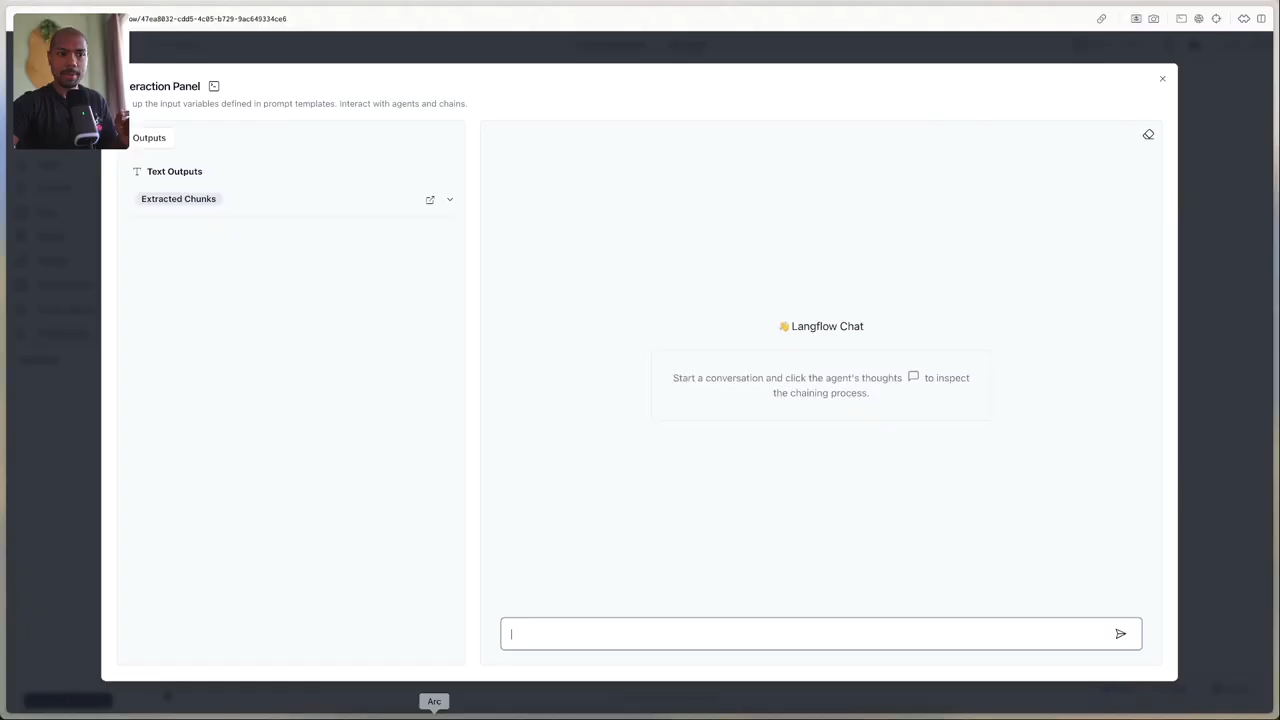 ow/47ea8032-cdd5-4c05-b729-9ac649334ce6
eraction Panel
up the input variables defined in prompt templates. Interact with agents and chains.
Outputs
Text Outputs
Extracted Chunks
👋 Langflow Chat
Start a conversation and click the agent's thoughts to inspect
the chaining process.
Arc